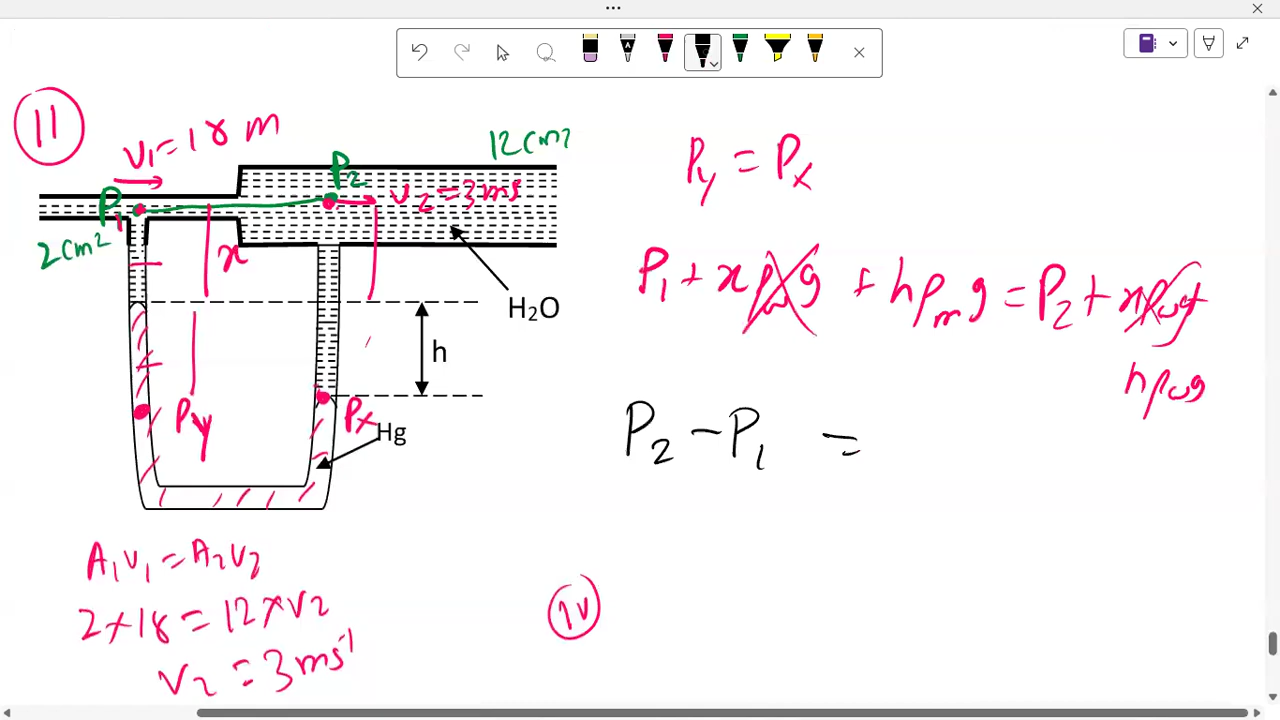 11
v1 = 18 m
12 cm2
P2
v2 = 3 ms
P1
2 cm2
x
H2O
h
Py
Px
Hg
A1v1 = A2v2
2 × 18 = 12 × v2
v2 = 3 ms-1
Py = Px
P1 + xρwg + hρmg = P2 + xρwg
hρwg
P2 − P1 =
iv